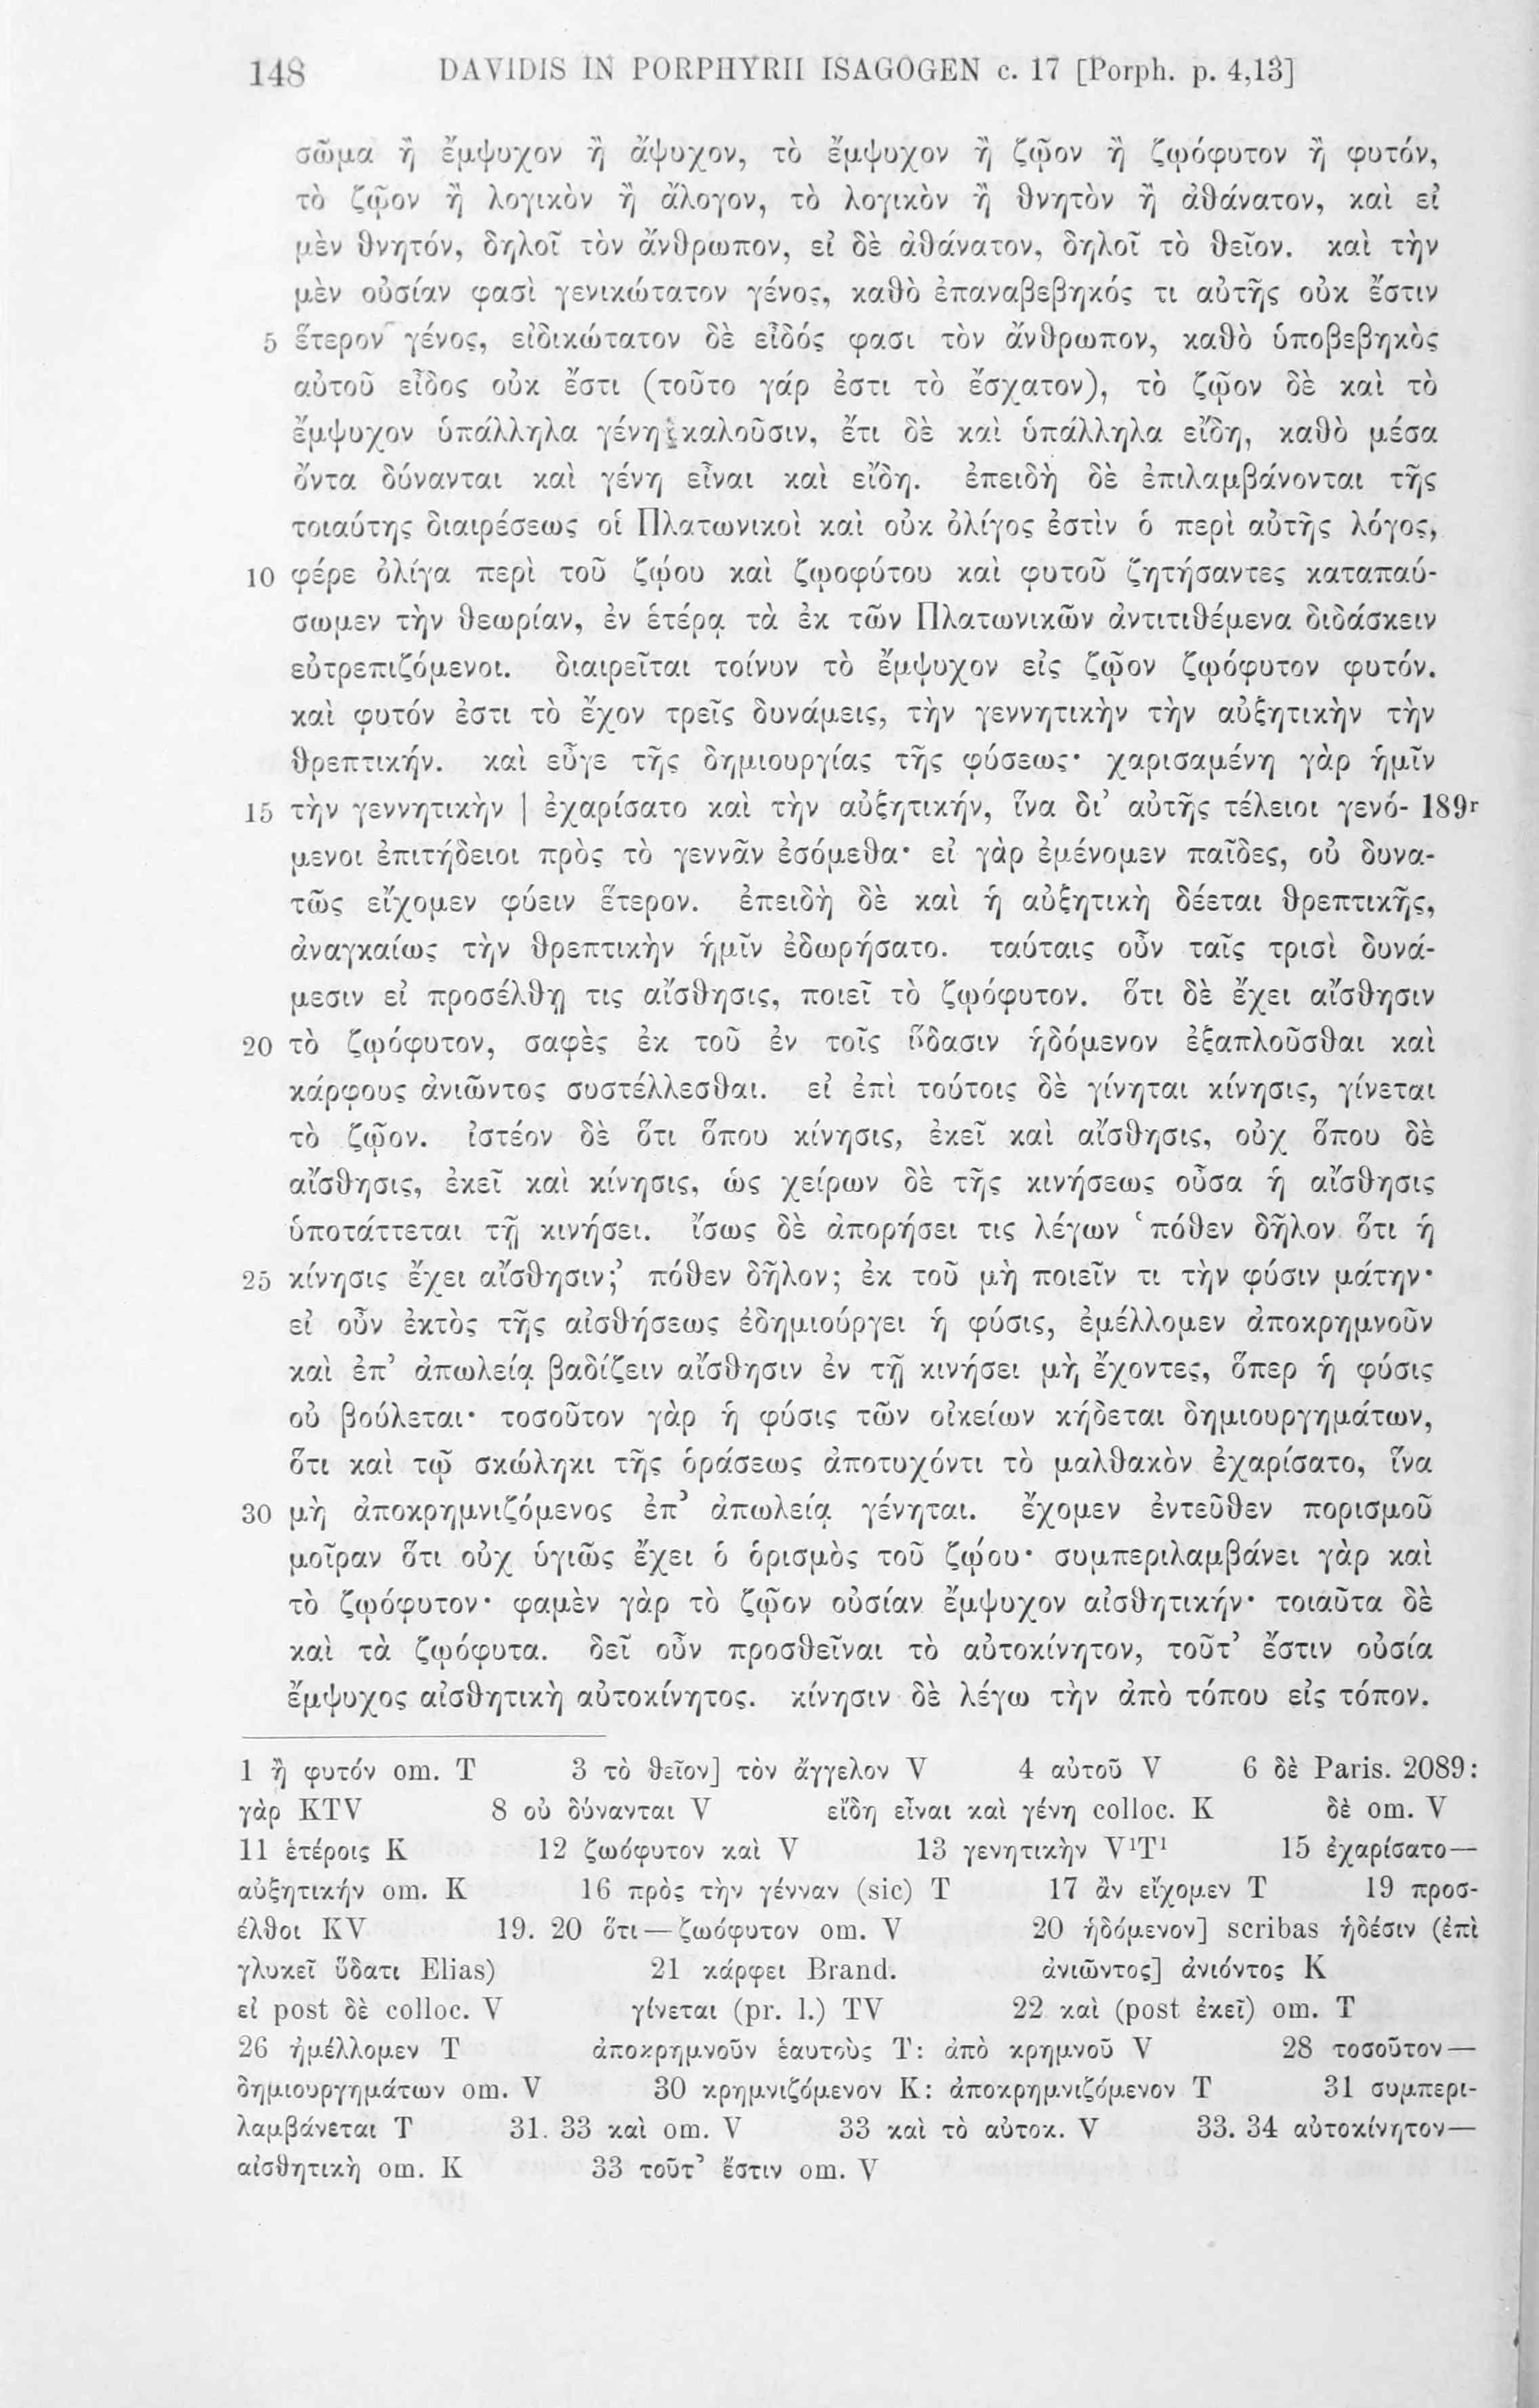 148 DAVIDIS IN PORPHYRII ISAGOGEN c. 17 [Porph. p. 4,13]
σῶμα ἢ ἔμψυχον ἢ ἄψυχον, τὸ ἔμψυχον ἢ ζῷον ἢ ζῳόφυτον ἢ φυτόν,
τὸ ζῷον ἢ λογικὸν ἢ ἄλογον, τὸ λογικὸν ἢ θνητὸν ἢ ἀθάνατον, καὶ εἰ
μὲν θνητόν, δηλοῖ τὸν ἄνθρωπον, εἰ δὲ ἀθάνατον, δηλοῖ τὸ θεῖον. καὶ τὴν
μὲν οὐσίαν φασὶ γενικώτατον γένος, καθὸ ἐπαναβεβηκός τι αὐτῆς οὐκ ἔστιν
5 ἕτερον γένος, εἰδικώτατον δὲ εἶδός φασι τὸν ἄνθρωπον, καθὸ ὑποβεβηκὸς
αὐτοῦ εἶδος οὐκ ἔστι (τοῦτο γάρ ἐστι τὸ ἔσχατον), τὸ ζῷον δὲ καὶ τὸ
ἔμψυχον ὑπάλληλα γένη καλοῦσιν, ἔτι δὲ καὶ ὑπάλληλα εἴδη, καθὸ μέσα
ὄντα δύνανται καὶ γένη εἶναι καὶ εἴδη. ἐπειδὴ δὲ ἐπιλαμβάνονται τῆς
τοιαύτης διαιρέσεως οἱ Πλατωνικοὶ καὶ οὐκ ὀλίγος ἐστὶν ὁ περὶ αὐτῆς λόγος,
10 φέρε ὀλίγα περὶ τοῦ ζῴου καὶ ζῳοφύτου καὶ φυτοῦ ζητήσαντες καταπαύ-
σωμεν τὴν θεωρίαν, ἐν ἑτέρᾳ τὰ ἐκ τῶν Πλατωνικῶν ἀντιτιθέμενα διδάσκειν
εὐτρεπιζόμενοι. διαιρεῖται τοίνυν τὸ ἔμψυχον εἰς ζῷον ζῳόφυτον φυτόν.
καὶ φυτόν ἐστι τὸ ἔχον τρεῖς δυνάμεις, τὴν γεννητικὴν τὴν αὐξητικὴν τὴν
θρεπτικήν. καὶ εὖγε τῆς δημιουργίας τῆς φύσεως· χαρισαμένη γὰρ ἡμῖν
15 τὴν γεννητικὴν | ἐχαρίσατο καὶ τὴν αὐξητικήν, ἵνα δι’ αὐτῆς τέλειοι γενό- 189r
μενοι ἐπιτήδειοι πρὸς τὸ γεννᾶν ἐσόμεθα· εἰ γὰρ ἐμένομεν παῖδες, οὐ δυνα-
τῶς εἴχομεν φύειν ἕτερον. ἐπειδὴ δὲ καὶ ἡ αὐξητικὴ δέεται θρεπτικῆς,
ἀναγκαίως τὴν θρεπτικὴν ἡμῖν ἐδωρήσατο. ταύταις οὖν ταῖς τρισὶ δυνά-
μεσιν εἰ προσέλθῃ τις αἴσθησις, ποιεῖ τὸ ζῳόφυτον. ὅτι δὲ ἔχει αἴσθησιν
20 τὸ ζῳόφυτον, σαφὲς ἐκ τοῦ ἐν τοῖς ὕδασιν ἡδόμενον ἐξαπλοῦσθαι καὶ
κάρφους ἀνιῶντος συστέλλεσθαι. εἰ ἐπὶ τούτοις δὲ γίνηται κίνησις, γίνεται
τὸ ζῷον. ἰστέον δὲ ὅτι ὅπου κίνησις, ἐκεῖ καὶ αἴσθησις, οὐχ ὅπου δὲ
αἴσθησις, ἐκεῖ καὶ κίνησις, ὡς χείρων δὲ τῆς κινήσεως οὖσα ἡ αἴσθησις
ὑποτάττεται τῇ κινήσει. ἴσως δὲ ἀπορήσει τις λέγων ‘πόθεν δῆλον ὅτι ἡ
25 κίνησις ἔχει αἴσθησιν;’ πόθεν δῆλον; ἐκ τοῦ μὴ ποιεῖν τι τὴν φύσιν μάτην·
εἰ οὖν ἐκτὸς τῆς αἰσθήσεως ἐδημιούργει ἡ φύσις, ἐμέλλομεν ἀποκρημνοῦν
καὶ ἐπ’ ἀπωλείᾳ βαδίζειν αἴσθησιν ἐν τῇ κινήσει μὴ ἔχοντες, ὅπερ ἡ φύσις
οὐ βούλεται· τοσοῦτον γὰρ ἡ φύσις τῶν οἰκείων κήδεται δημιουργημάτων,
ὅτι καὶ τῷ σκώληκι τῆς ὁράσεως ἀποτυχόντι τὸ μαλθακὸν ἐχαρίσατο, ἵνα
30 μὴ ἀποκρημνιζόμενος ἐπ’ ἀπωλείᾳ γένηται. ἔχομεν ἐντεῦθεν πορισμοῦ
μοῖραν ὅτι οὐχ ὑγιῶς ἔχει ὁ ὁρισμὸς τοῦ ζῴου· συμπεριλαμβάνει γὰρ καὶ
τὸ ζῳόφυτον· φαμὲν γὰρ τὸ ζῷον οὐσίαν ἔμψυχον αἰσθητικήν· τοιαῦτα δὲ
καὶ τὰ ζῳόφυτα. δεῖ οὖν προσθεῖναι τὸ αὐτοκίνητον, τοῦτ’ ἔστιν οὐσία
ἔμψυχος αἰσθητικὴ αὐτοκίνητος. κίνησιν δὲ λέγω τὴν ἀπὸ τόπου εἰς τόπον.
1 ἢ φυτόν om. T 3 τὸ θεῖον] τὸν ἄγγελον V 4 αὐτοῦ V 6 δὲ Paris. 2089:
γὰρ KTV 8 οὐ δύνανται V εἴδη εἶναι καὶ γένη colloc. K δὲ om. V
11 ἑτέροις K 12 ζωόφυτον καὶ V 13 γενητικὴν V¹T¹ 15 ἐχαρίσατο—
αὐξητικήν om. K 16 πρὸς τὴν γένναν (sic) T 17 ἂν εἴχομεν T 19 προσ-
έλθοι KV 19. 20 ὅτι — ζωόφυτον om. V 20 ἡδόμενον] scribas ἡδέσιν (ἐπὶ
γλυκεῖ ὕδατι Elias) 21 κάρφει Brand. ἀνιῶντος] ἀνιόντος K
εἰ post δὲ colloc. V γίνεται (pr. l.) TV 22 καὶ (post ἐκεῖ) om. T
26 ἠμέλλομεν T ἀποκρημνοῦν ἑαυτοὺς T: ἀπὸ κρημνοῦ V 28 τοσοῦτον —
δημιουργημάτων om. V 30 κρημνιζόμενον K: ἀποκρημνιζόμενον T 31 συμπερι-
λαμβάνεται T 31. 33 καὶ om. V 33 καὶ τὸ αὐτοκ. V 33. 34 αὐτοκίνητον—
αἰσθητικὴ om. K 33 τοῦτ’ ἔστιν om. V